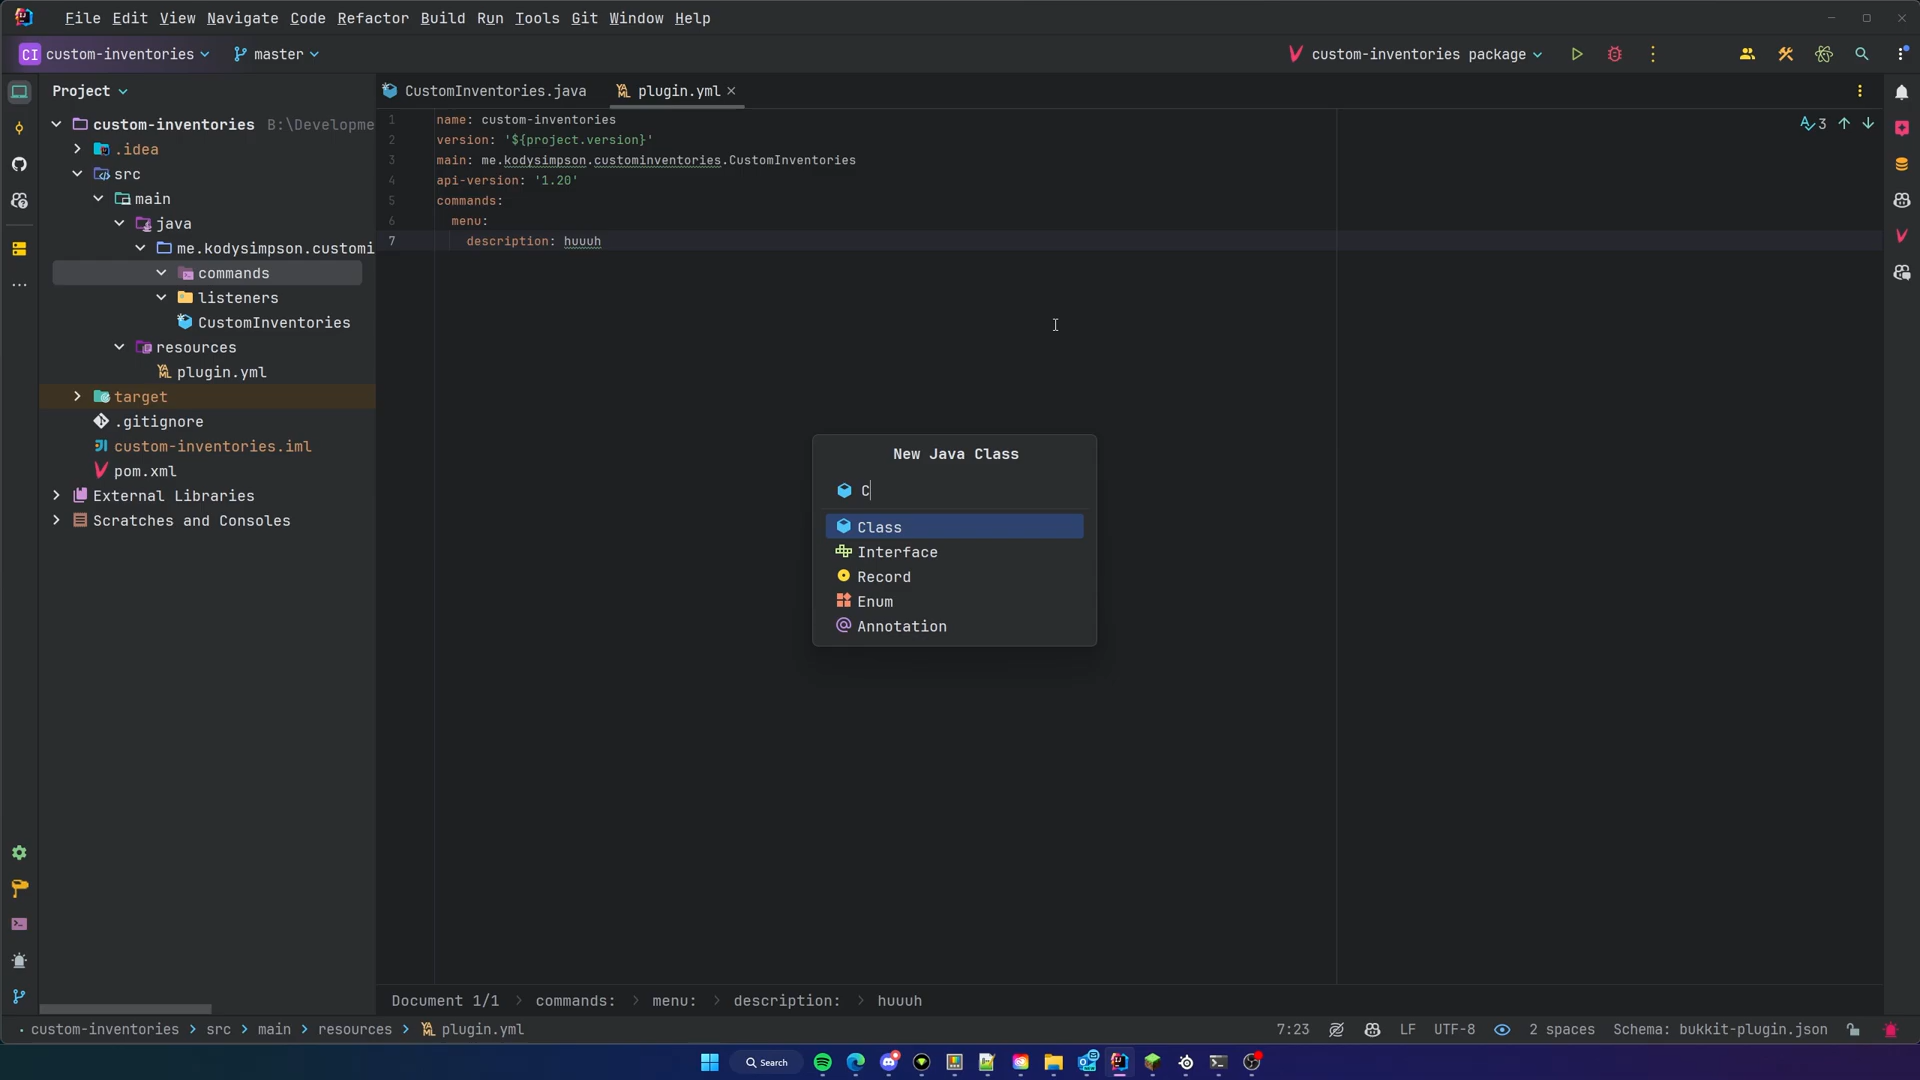 File Edit View Navigate Code Refactor Build Run Tools Git Window Help
CI custom-inventories master custom-inventories package
Project
CustomInventories.java plugin.yml
custom-inventories B:\Developme
.idea
src
main
java
me.kodysimpson.customi
commands
listeners
CustomInventories
resources
plugin.yml
target
.gitignore
custom-inventories.iml
pom.xml
External Libraries
Scratches and Consoles
1 name: custom-inventories
2 version: '${project.version}'
3 main: me.kodysimpson.custominventories.CustomInventories
4 api-version: '1.20'
5 commands:
6 menu:
7 description: huuuh
3
New Java Class
C
Class
Interface
Record
Enum
Annotation
Document 1/1 > commands: > menu: > description: > huuuh
custom-inventories > src > main > resources > plugin.yml 7:23 LF UTF-8 2 spaces Schema: bukkit-plugin.json
Search